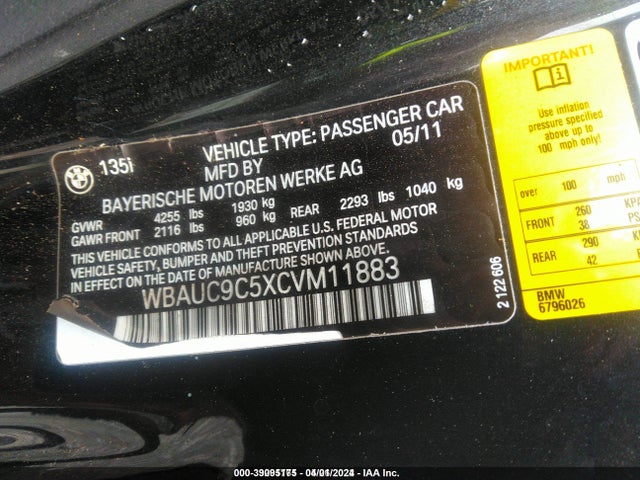 135i
VEHICLE TYPE: PASSENGER CAR
MFD BY 05/11
BAYERISCHE MOTOREN WERKE AG
GVWR 4255 lbs 1930 kg
GAWR FRONT 2116 lbs 960 kg REAR 2293 lbs 1040 kg
THIS VEHICLE CONFORMS TO ALL APPLICABLE U.S. FEDERAL MOTOR
VEHICLE SAFETY, BUMPER AND THEFT PREVENTION STANDARDS
IN EFFECT ON THE DATE OF MANUFACTURE SHOWN ABOVE.
WBAUC9C5XCVM11883
2 122 606
IMPORTANT!
Use inflation
pressure specified
above up to
100 mph only!
over 100 mph
FRONT 260 KPA
38
REAR 290
42
BMW
6796026
04/01/2024 - IAA Inc.